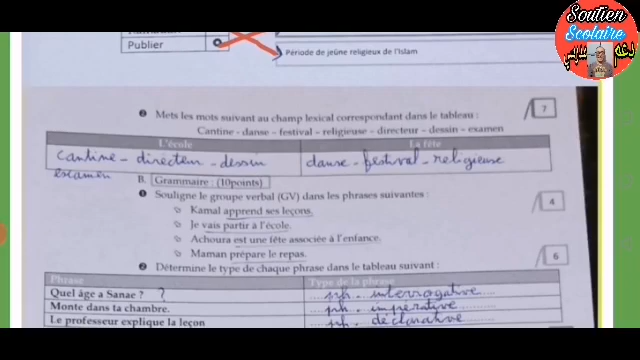 Soutien
Scolaire
دعم مدرسي
Publier
Période de jeûne religieux de l'Islam
❷ Mets les mots suivant au champ lexical correspondant dans le tableau :
7
Cantine – danse – festival – religieuse – directeur – dessin – examen
L'école La fête
cantine – directeur – dessin danse – festival – religieuse
examen
B. Grammaire : (10points)
❶ Souligne le groupe verbal (GV) dans les phrases suivantes :
4
Kamal apprend ses leçons.
Je vais partir à l'école.
Achoura est une fête associée à l'enfance.
Maman prépare le repas.
6
❷ Détermine le type de chaque phrase dans le tableau suivant :
Phrase Type de la phrase
Quel âge a Sanae ? ? ph. interrogative
Monte dans ta chambre. ph. impérative
Le professeur explique la leçon ph. déclarative